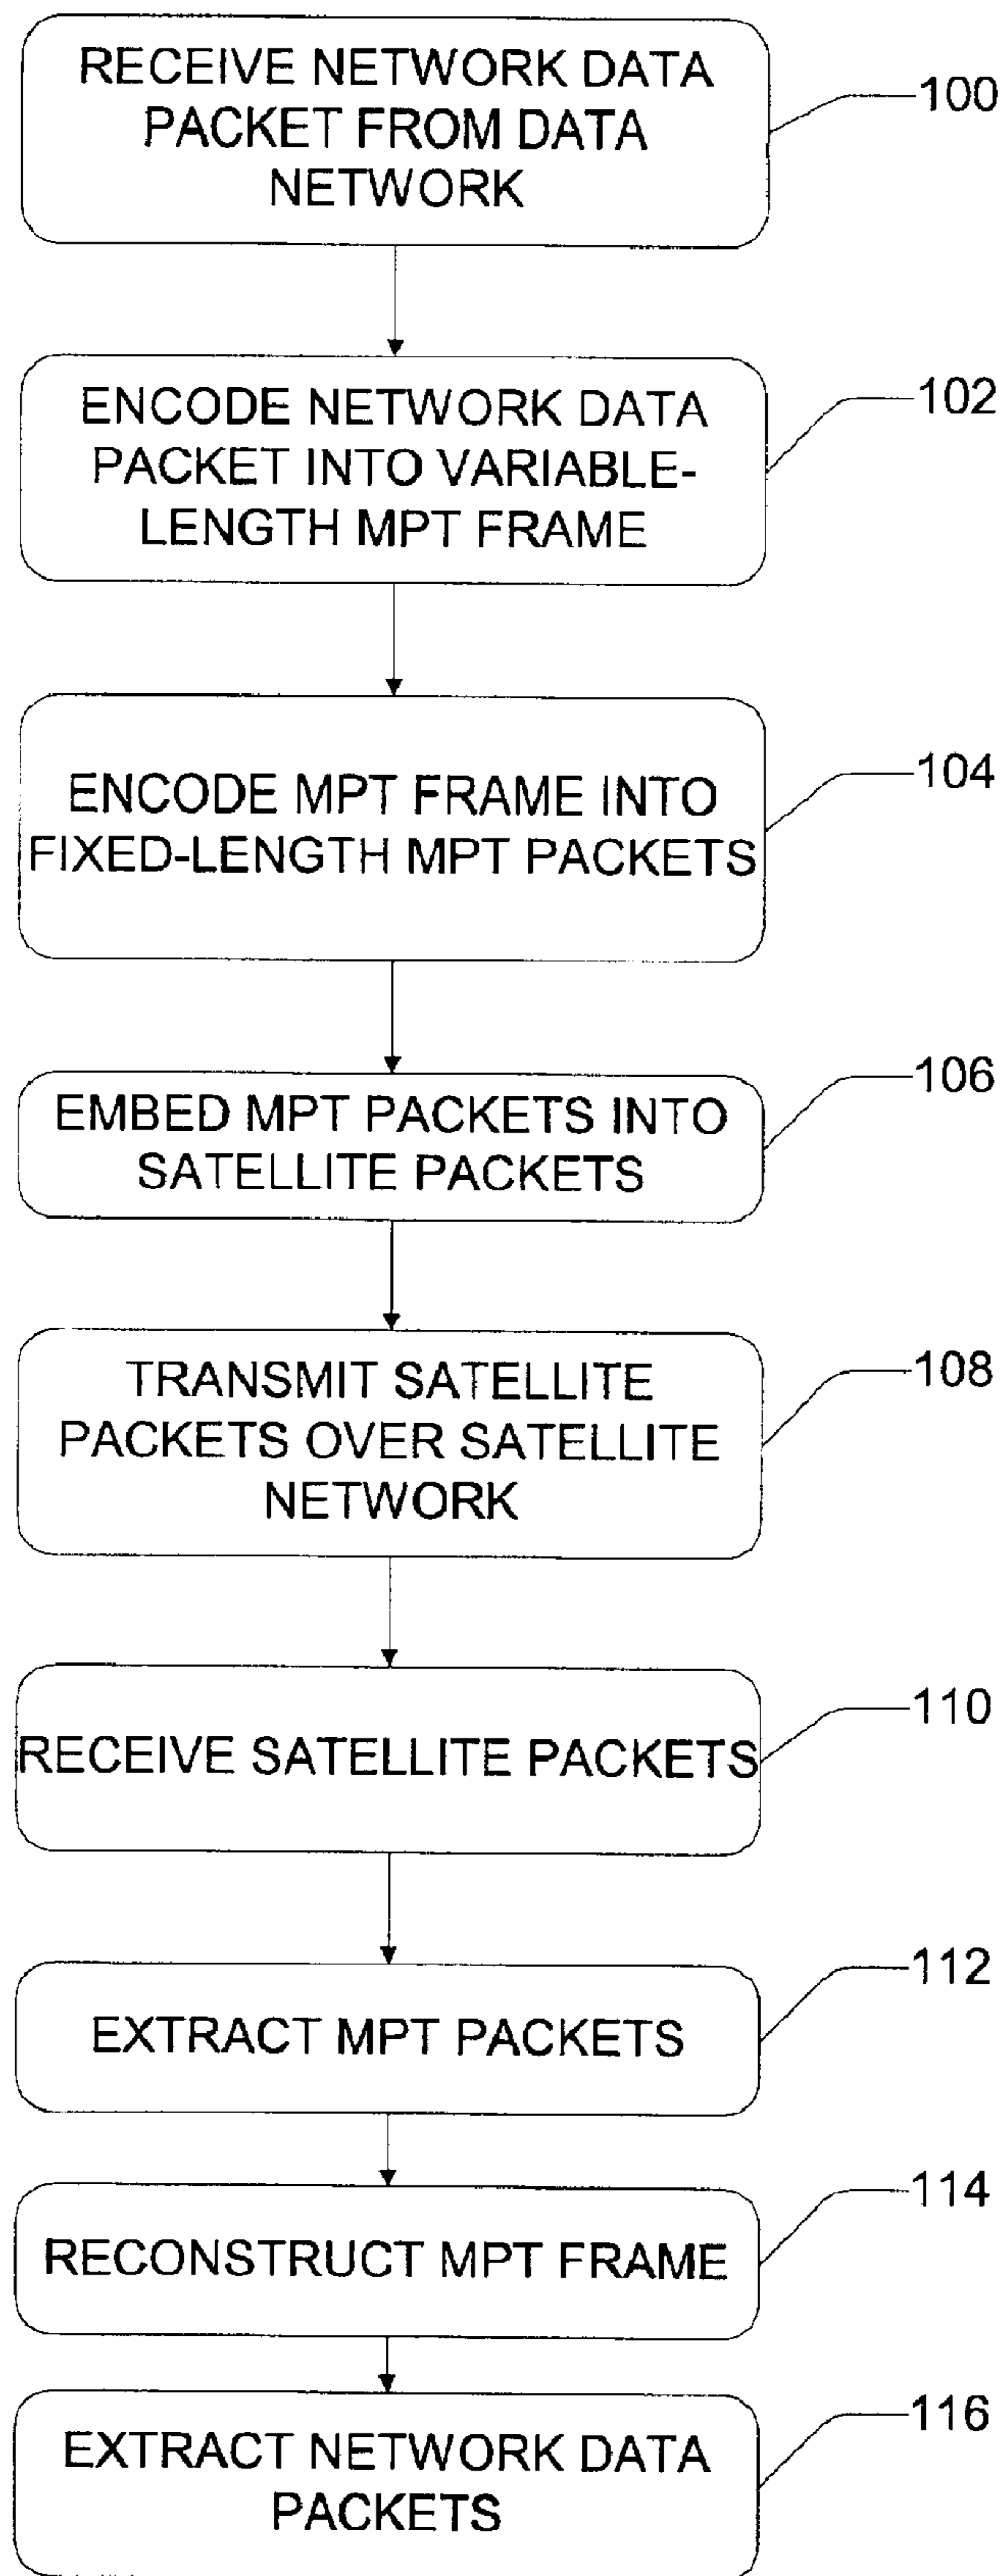 RECEIVE NETWORK DATA
PACKET FROM DATA
NETWORK
100
ENCODE NETWORK DATA
PACKET INTO VARIABLE-
LENGTH MPT FRAME
102
ENCODE MPT FRAME INTO
FIXED-LENGTH MPT PACKETS
104
EMBED MPT PACKETS INTO
SATELLITE PACKETS
106
TRANSMIT SATELLITE
PACKETS OVER SATELLITE
NETWORK
108
RECEIVE SATELLITE PACKETS
110
EXTRACT MPT PACKETS
112
RECONSTRUCT MPT FRAME
114
EXTRACT NETWORK DATA
PACKETS
116